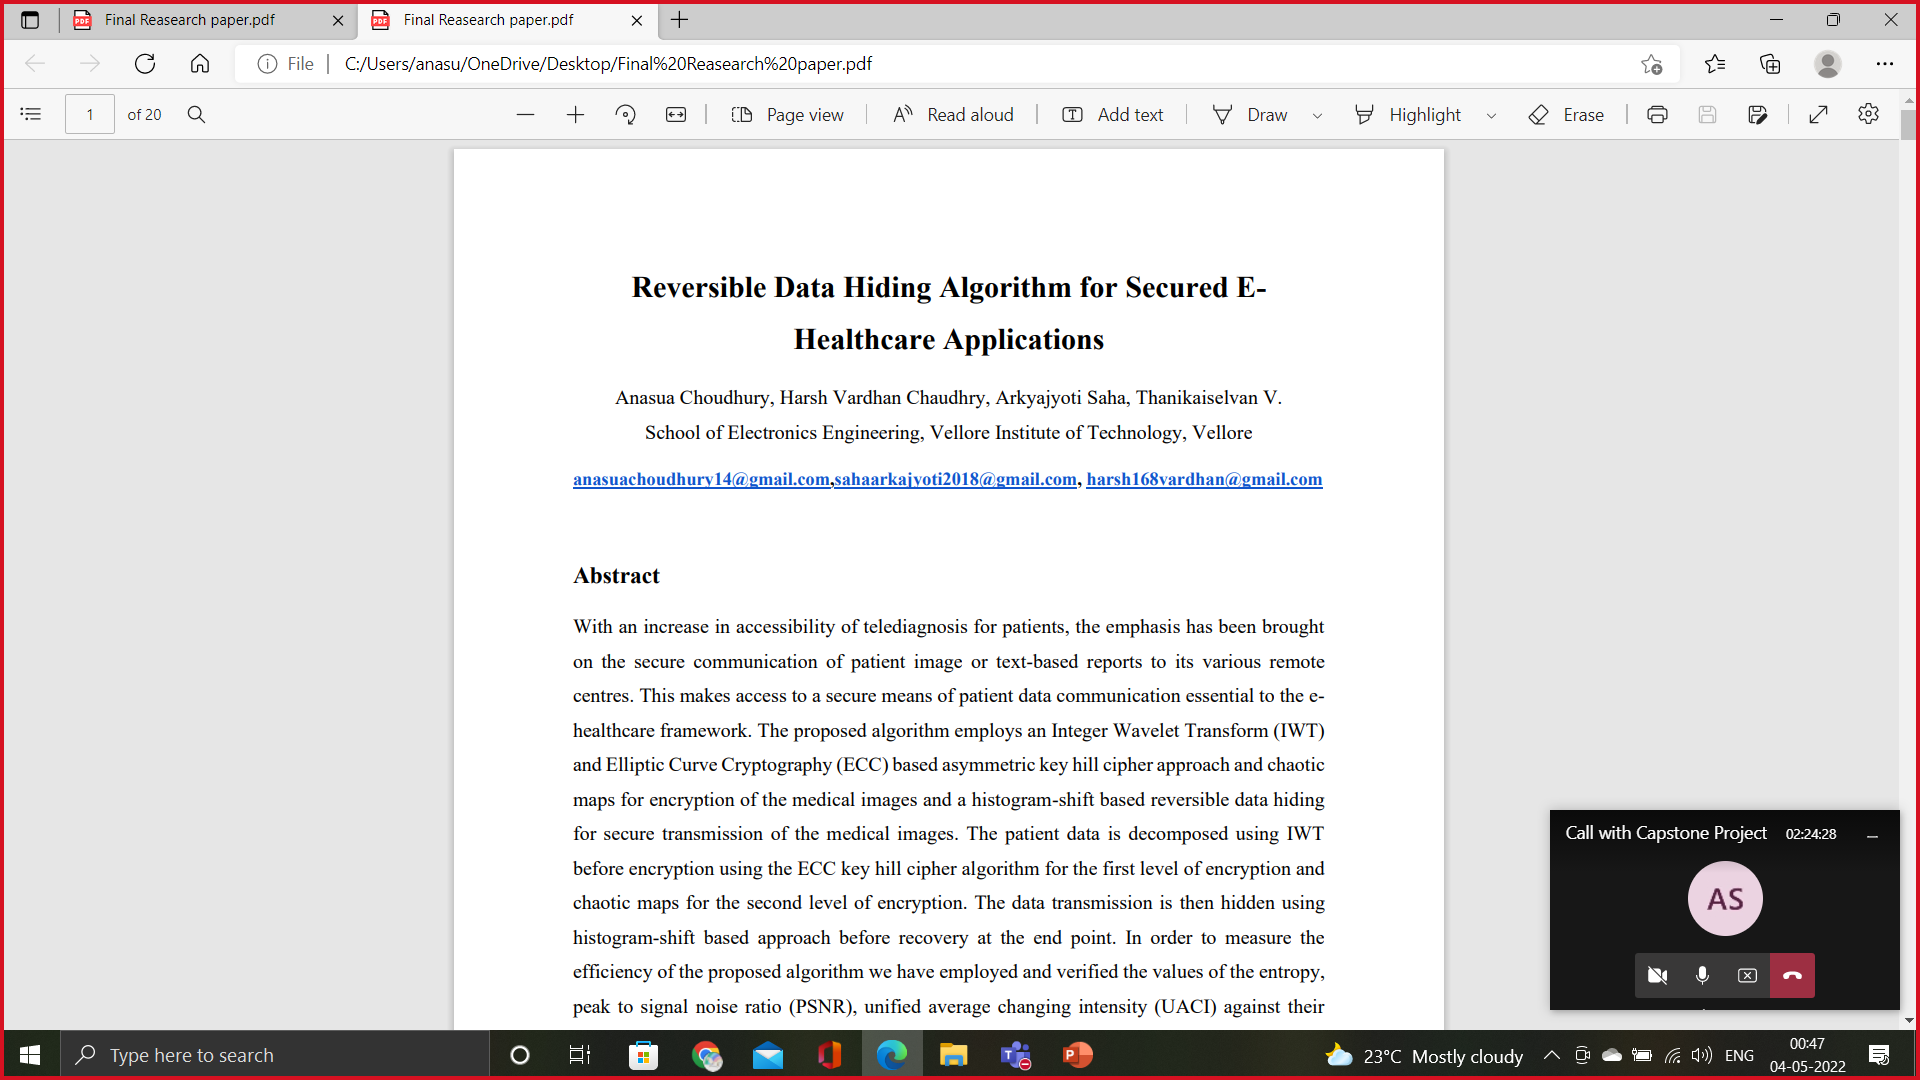 Final Reasearch paper.pdf
Final Reasearch paper.pdf
File
C:/Users/anasu/OneDrive/Desktop/Final%20Reasearch%20paper.pdf
1 of 20
Page view
Read aloud
Add text
Draw
Highlight
Erase
Reversible Data Hiding Algorithm for Secured E-
Healthcare Applications
Anasua Choudhury, Harsh Vardhan Chaudhry, Arkyajyoti Saha, Thanikaiselvan V.
School of Electronics Engineering, Vellore Institute of Technology, Vellore
anasuachoudhury14@gmail.com,sahaarkajyoti2018@gmail.com, harsh168vardhan@gmail.com
Abstract
With an increase in accessibility of telediagnosis for patients, the emphasis has been brought
on the secure communication of patient image or text-based reports to its various remote
centres. This makes access to a secure means of patient data communication essential to the e-
healthcare framework. The proposed algorithm employs an Integer Wavelet Transform (IWT)
and Elliptic Curve Cryptography (ECC) based asymmetric key hill cipher approach and chaotic
maps for encryption of the medical images and a histogram-shift based reversible data hiding
for secure transmission of the medical images. The patient data is decomposed using IWT
before encryption using the ECC key hill cipher algorithm for the first level of encryption and
chaotic maps for the second level of encryption. The data transmission is then hidden using
histogram-shift based approach before recovery at the end point. In order to measure the
efficiency of the proposed algorithm we have employed and verified the values of the entropy,
peak to signal noise ratio (PSNR), unified average changing intensity (UACI) against their
Call with Capstone Project 02:24:28
AS
Type here to search
23°C Mostly cloudy
ENG
00:47
04-05-2022